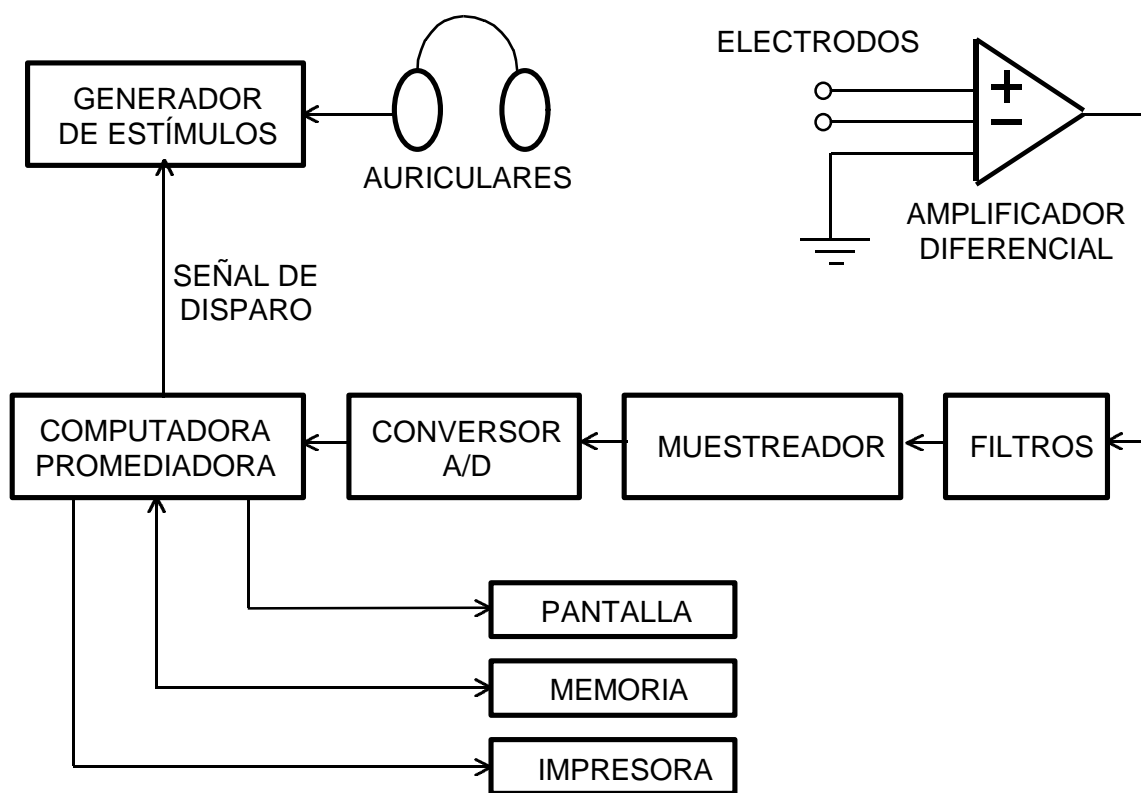 ELECTRODOS
GENERADOR
DE ESTÍMULOS
+
−
AURICULARES
AMPLIFICADOR
DIFERENCIAL
SEÑAL DE
DISPARO
COMPUTADORA
PROMEDIADORA
CONVERSOR
A/D
MUESTREADOR
FILTROS
PANTALLA
MEMORIA
IMPRESORA